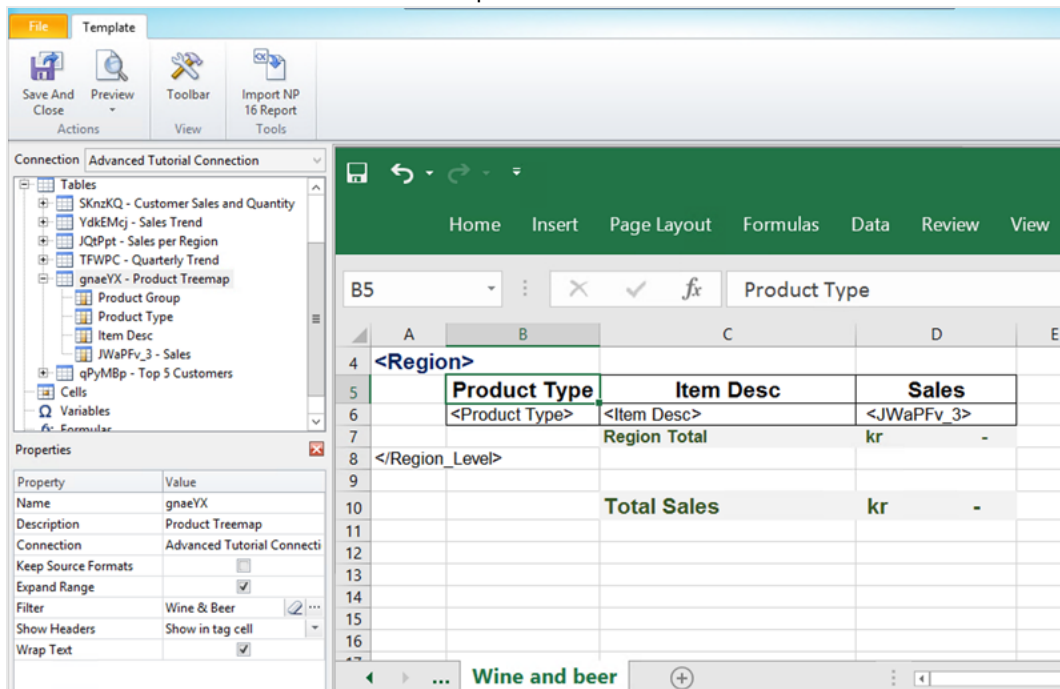 File Template
Save And Close
Preview
Toolbar
Import NP 16 Report
Actions View Tools
Connection Advanced Tutorial Connection
Tables
SKnzKQ - Customer Sales and Quantity
YdkEMcj - Sales Trend
JQtPpt - Sales per Region
TFWPC - Quarterly Trend
gnaeYX - Product Treemap
Product Group
Product Type
Item Desc
JWaPFv_3 - Sales
qPyMBp - Top 5 Customers
Cells
Ω Variables
Properties
Property Value
Name gnaeYX
Description Product Treemap
Connection Advanced Tutorial Connecti
Keep Source Formats
Expand Range
Filter Wine & Beer ...
Show Headers Show in tag cell
Wrap Text
Home Insert Page Layout Formulas Data Review View
B5 fx Product Type
A B C D E
4 <Region>
5 Product Type Item Desc Sales
6 <Product Type> <Item Desc> <JWaPFv_3>
7 Region Total kr -
8 </Region_Level>
9
10 Total Sales kr -
11
12
13
14
15
16
... Wine and beer